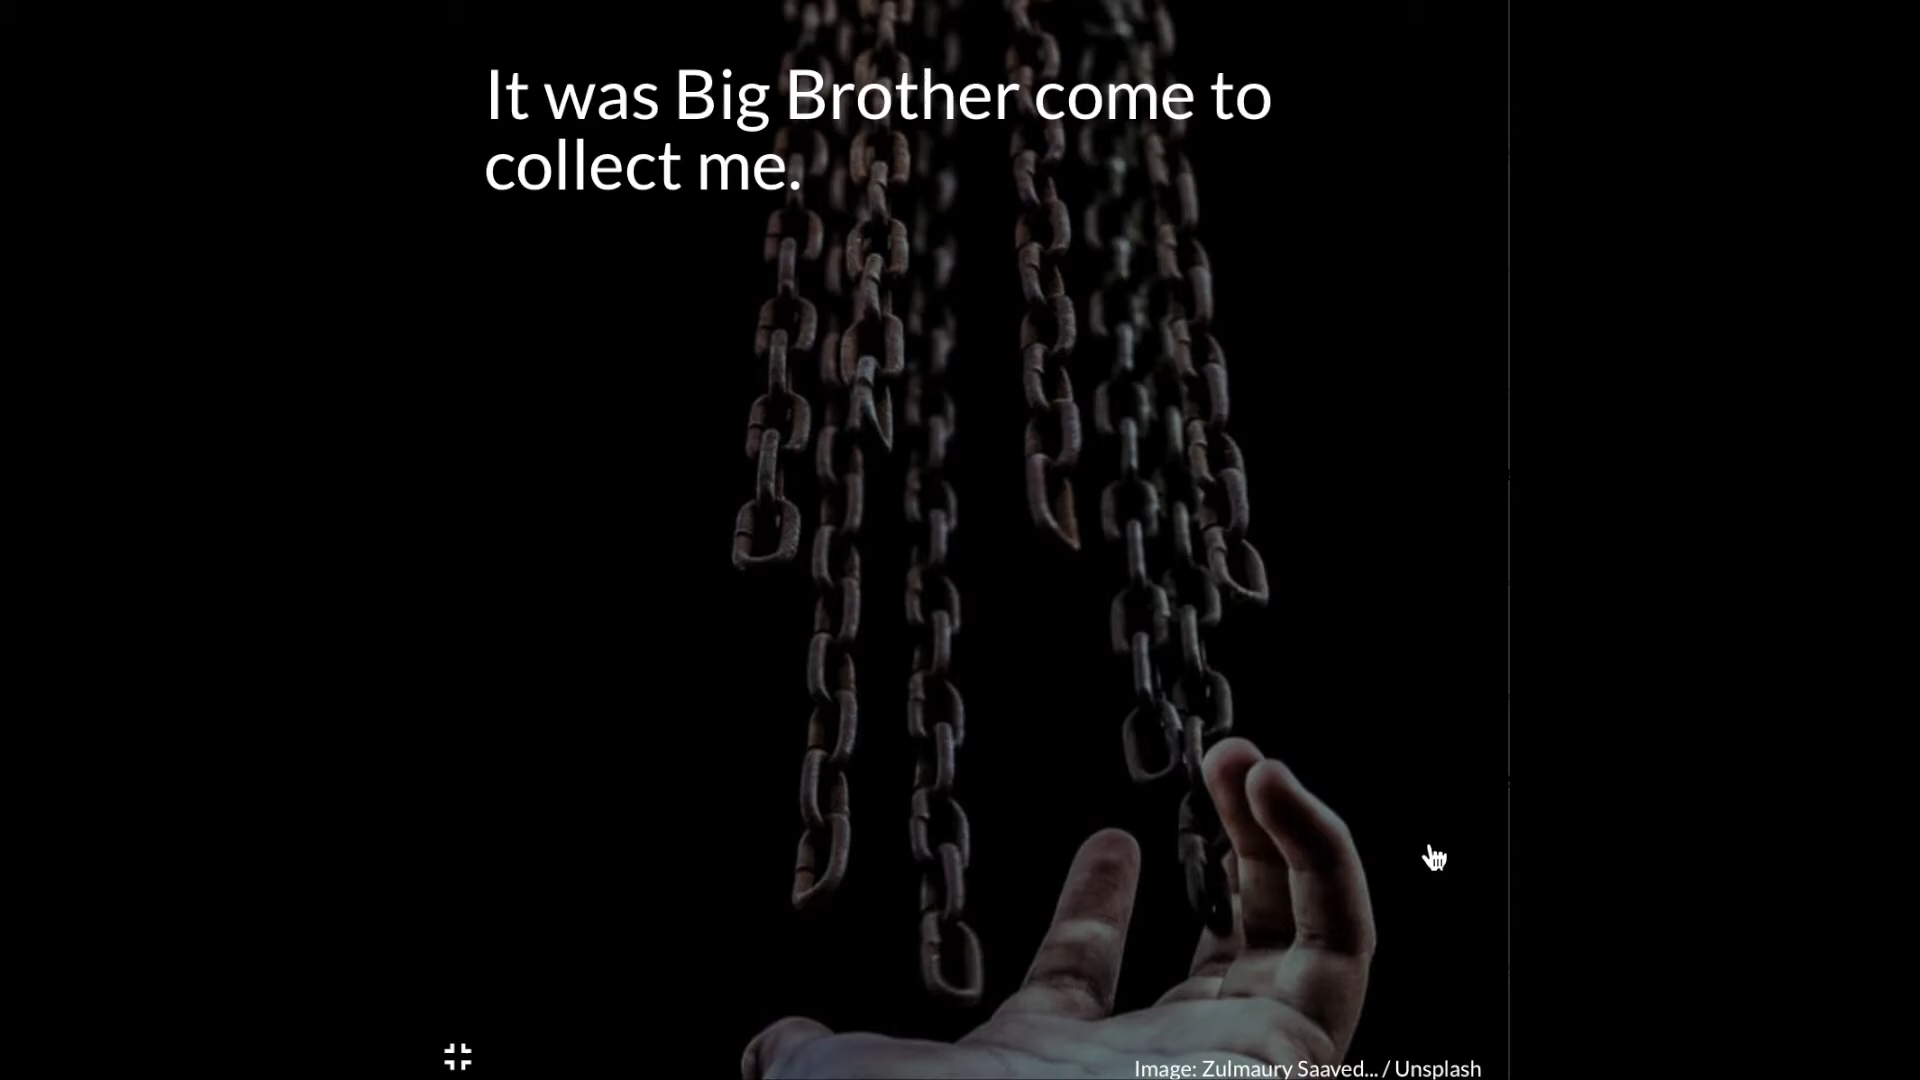 It was Big Brother come to
collect me.
Image: Zulmaury Saaved... / Unsplash